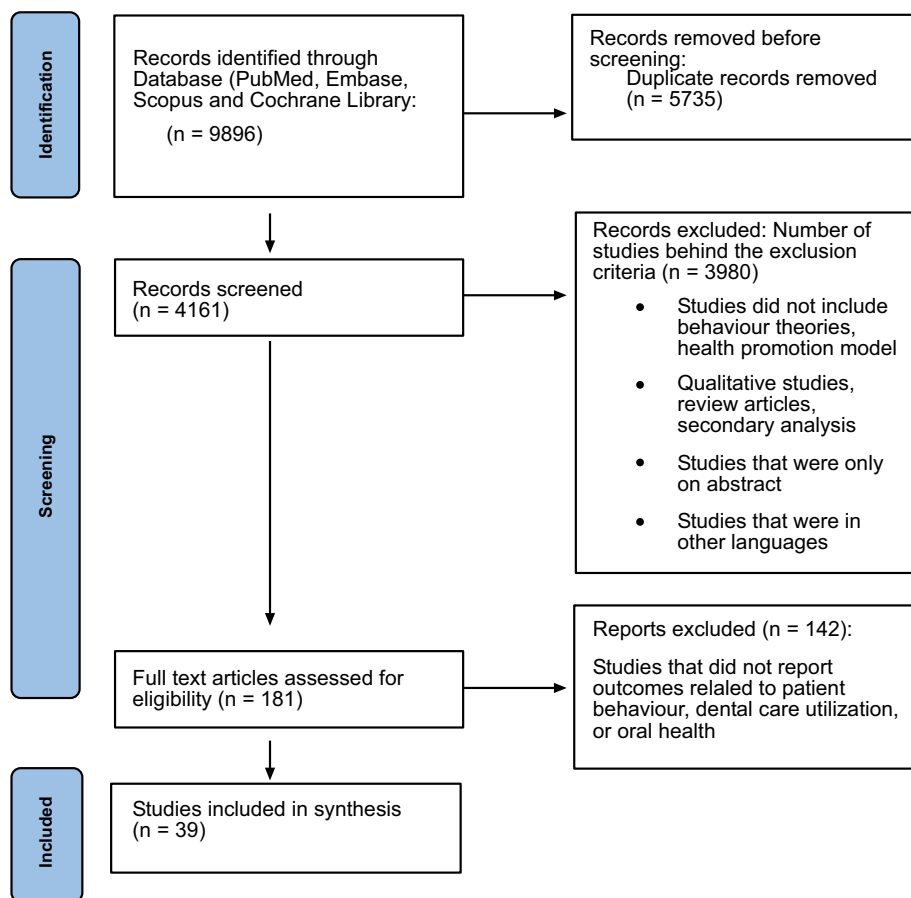 Identification
Records identified through
Database (PubMed, Embase,
Scopus and Cochrane Library:
(n = 9896)
Records removed before
screening:
Duplicate records removed
(n = 5735)
Screening
Records screened
(n = 4161)
Records excluded: Number of
studies behind the exclusion
criteria (n = 3980)
• Studies did not include
behaviour theories,
health promotion model
• Qualitative studies,
review articles,
secondary analysis
• Studies that were only
on abstract
• Studies that were in
other languages
Full text articles assessed for
eligibility (n = 181)
Reports excluded (n = 142):
Studies that did not report
outcomes relaled to patient
behaviour, dental care utilization,
or oral health
Included
Studies included in synthesis
(n = 39)